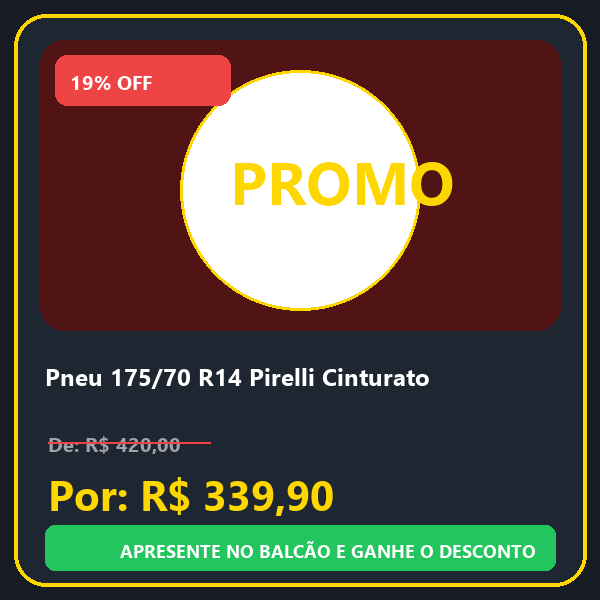 19% OFF
PROMO
Pneu 175/70 R14 Pirelli Cinturato
De: R$ 420,00
Por: R$ 339,90
APRESENTE NO BALCÃO E GANHE O DESCONTO